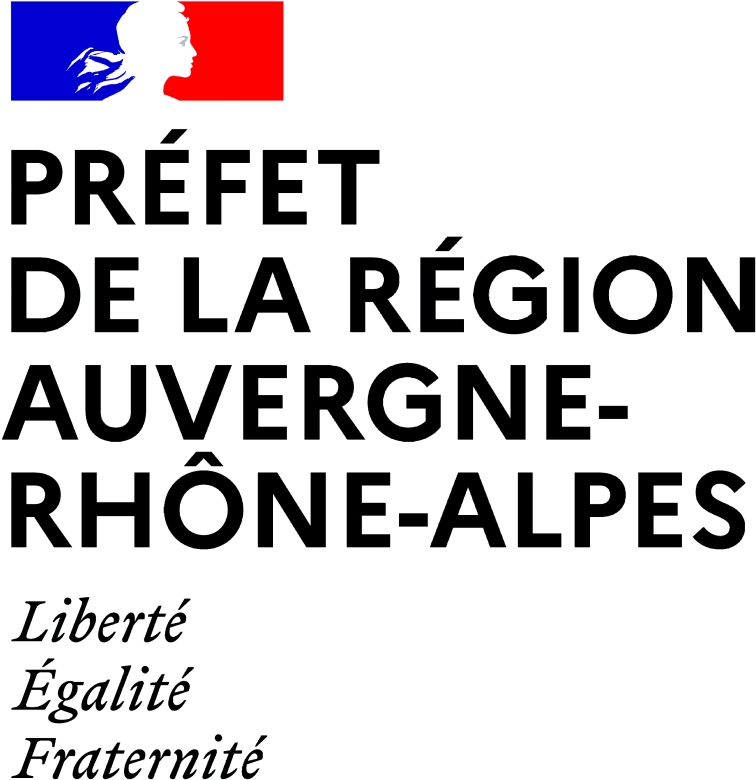 PRÉFET
DE LA RÉGION
AUVERGNE-
RHÔNE-ALPES
Liberté
Égalité
Fraternité